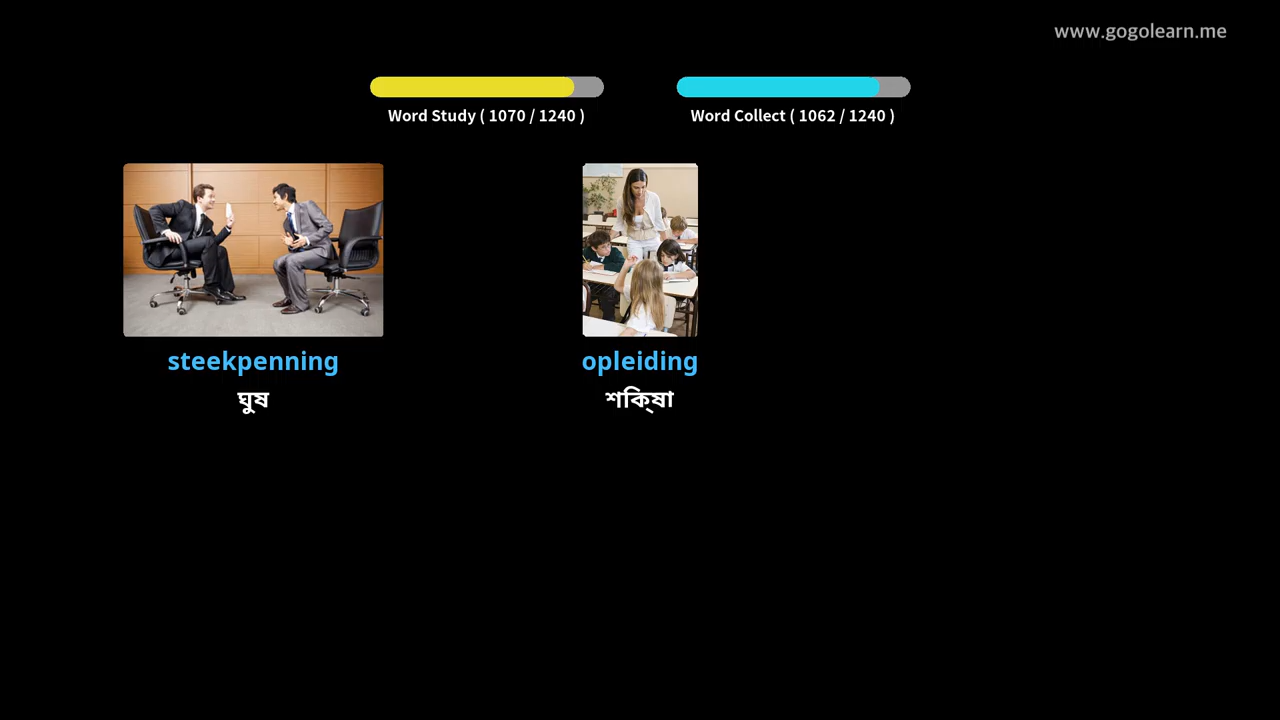 www.gogolearn.me
Word Study ( 1070 / 1240 )
Word Collect ( 1062 / 1240 )
steekpenning
ঘুষ
opleiding
শিক্ষা